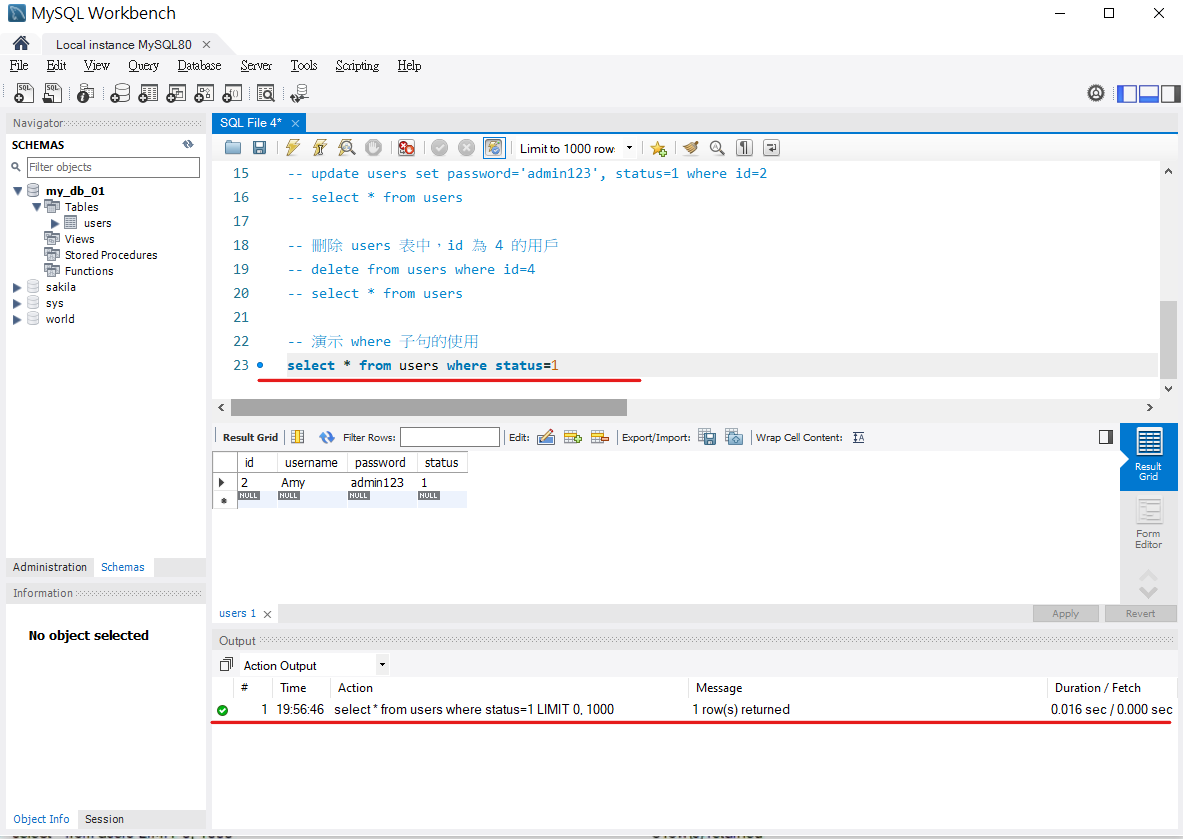 MySQL Workbench
Local instance MySQL80
File Edit View Query Database Server Tools Scripting Help
Navigator
SCHEMAS
Filter objects
my_db_01
Tables
users
Views
Stored Procedures
Functions
sakila
sys
world
Administration Schemas
Information
No object selected
Object Info Session
SQL File 4*
Limit to 1000 rows
15 -- update users set password='admin123', status=1 where id=2
16 -- select * from users
17
18 -- 刪除 users 表中，id 為 4 的用戶
19 -- delete from users where id=4
20 -- select * from users
21
22 -- 演示 where 子句的使用
23 select * from users where status=1
Result Grid Filter Rows: Edit: Export/Import: Wrap Cell Content:
id username password status
2 Amy admin123 1
NULL NULL NULL NULL
Result
Grid
Form
Editor
users 1
Apply Revert
Output
Action Output
# Time Action Message Duration / Fetch
1 19:56:46 select * from users where status=1 LIMIT 0, 1000 1 row(s) returned 0.016 sec / 0.000 sec